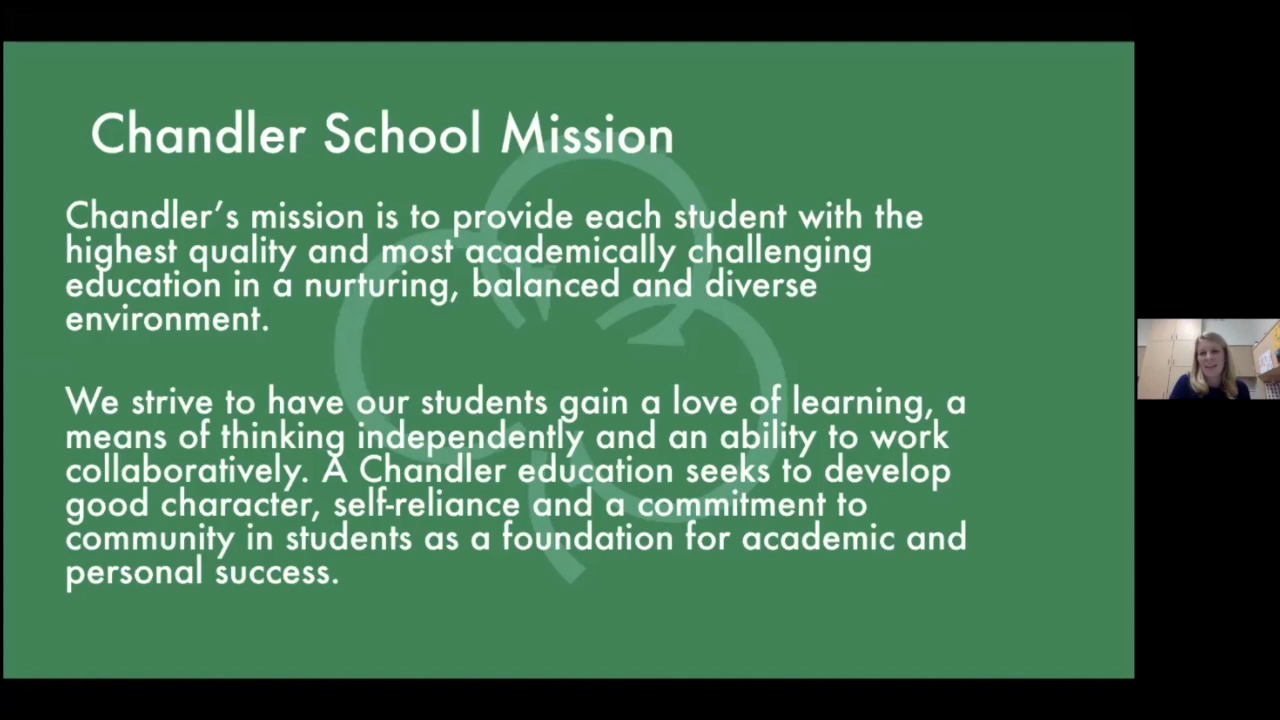 Chandler School Mission
Chandler’s mission is to provide each student with the
highest quality and most academically challenging
education in a nurturing, balanced and diverse
environment.
We strive to have our students gain a love of learning, a
means of thinking independently and an ability to work
collaboratively. A Chandler education seeks to develop
good character, self-reliance and a commitment to
community in students as a foundation for academic and
personal success.